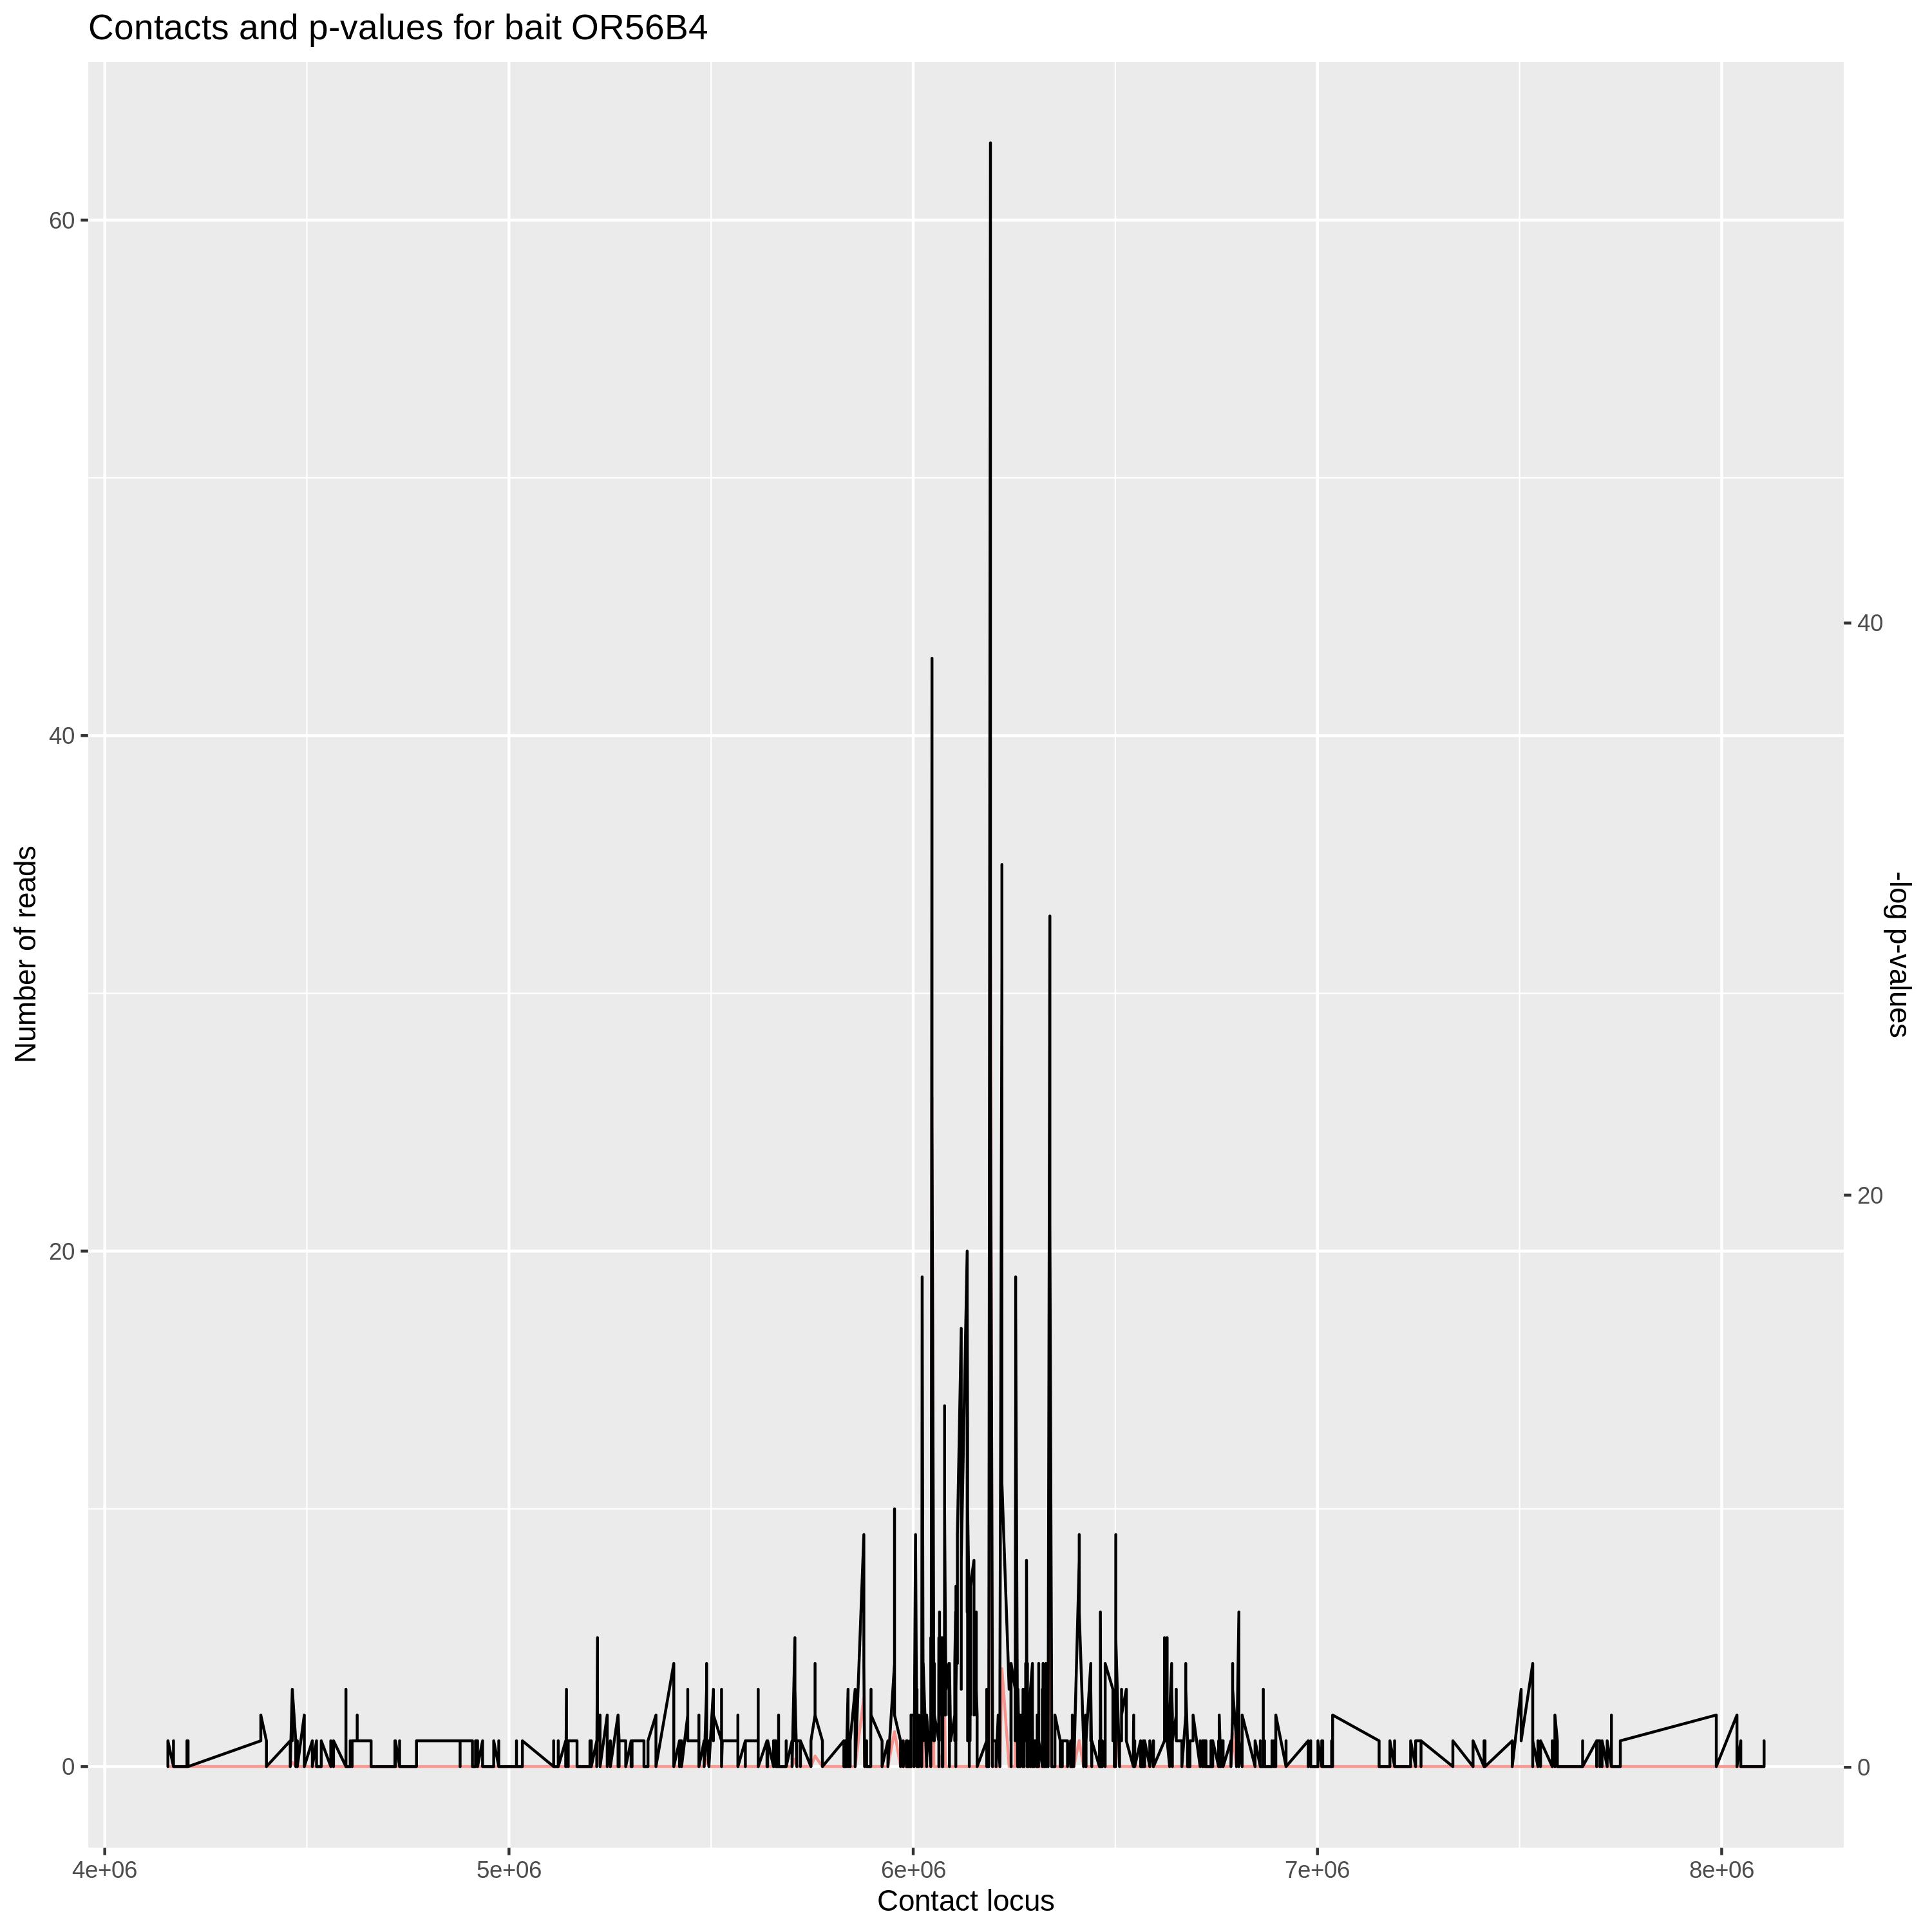 Contacts and p-values for bait OR56B4
60
40
20
0
Number of reads
40
20
0
-log p-values
4e+06 5e+06 6e+06 7e+06 8e+06
Contact locus